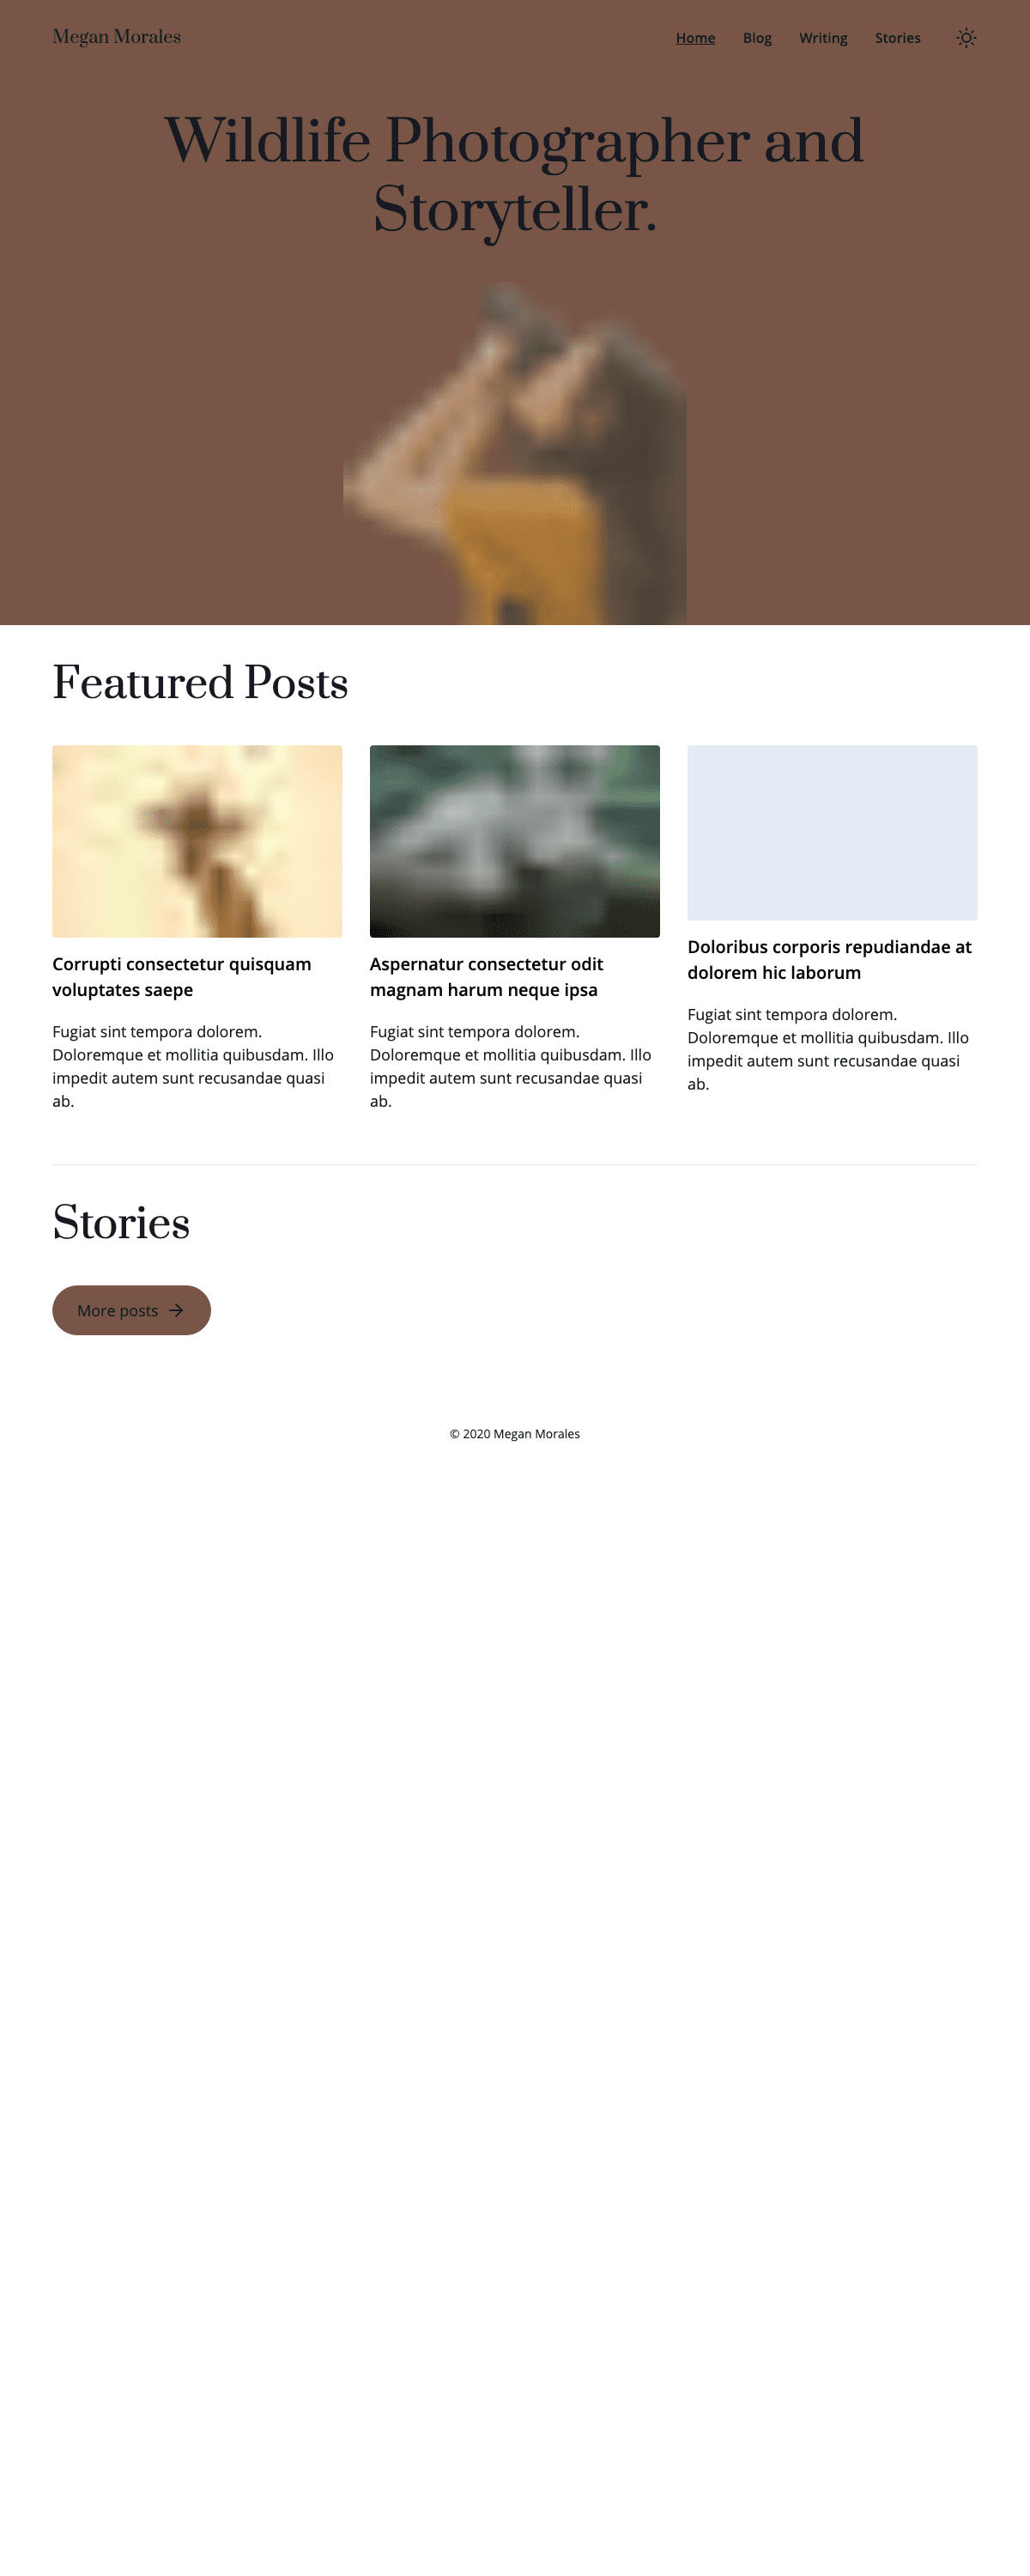 Megan Morales
Home Blog Writing Stories
Wildlife Photographer and
Storyteller.
Featured Posts
Corrupti consectetur quisquam
voluptates saepe
Fugiat sint tempora dolorem.
Doloremque et mollitia quibusdam. Illo
impedit autem sunt recusandae quasi
ab.
Aspernatur consectetur odit
magnam harum neque ipsa
Fugiat sint tempora dolorem.
Doloremque et mollitia quibusdam. Illo
impedit autem sunt recusandae quasi
ab.
Doloribus corporis repudiandae at
dolorem hic laborum
Fugiat sint tempora dolorem.
Doloremque et mollitia quibusdam. Illo
impedit autem sunt recusandae quasi
ab.
Stories
More posts
© 2020 Megan Morales